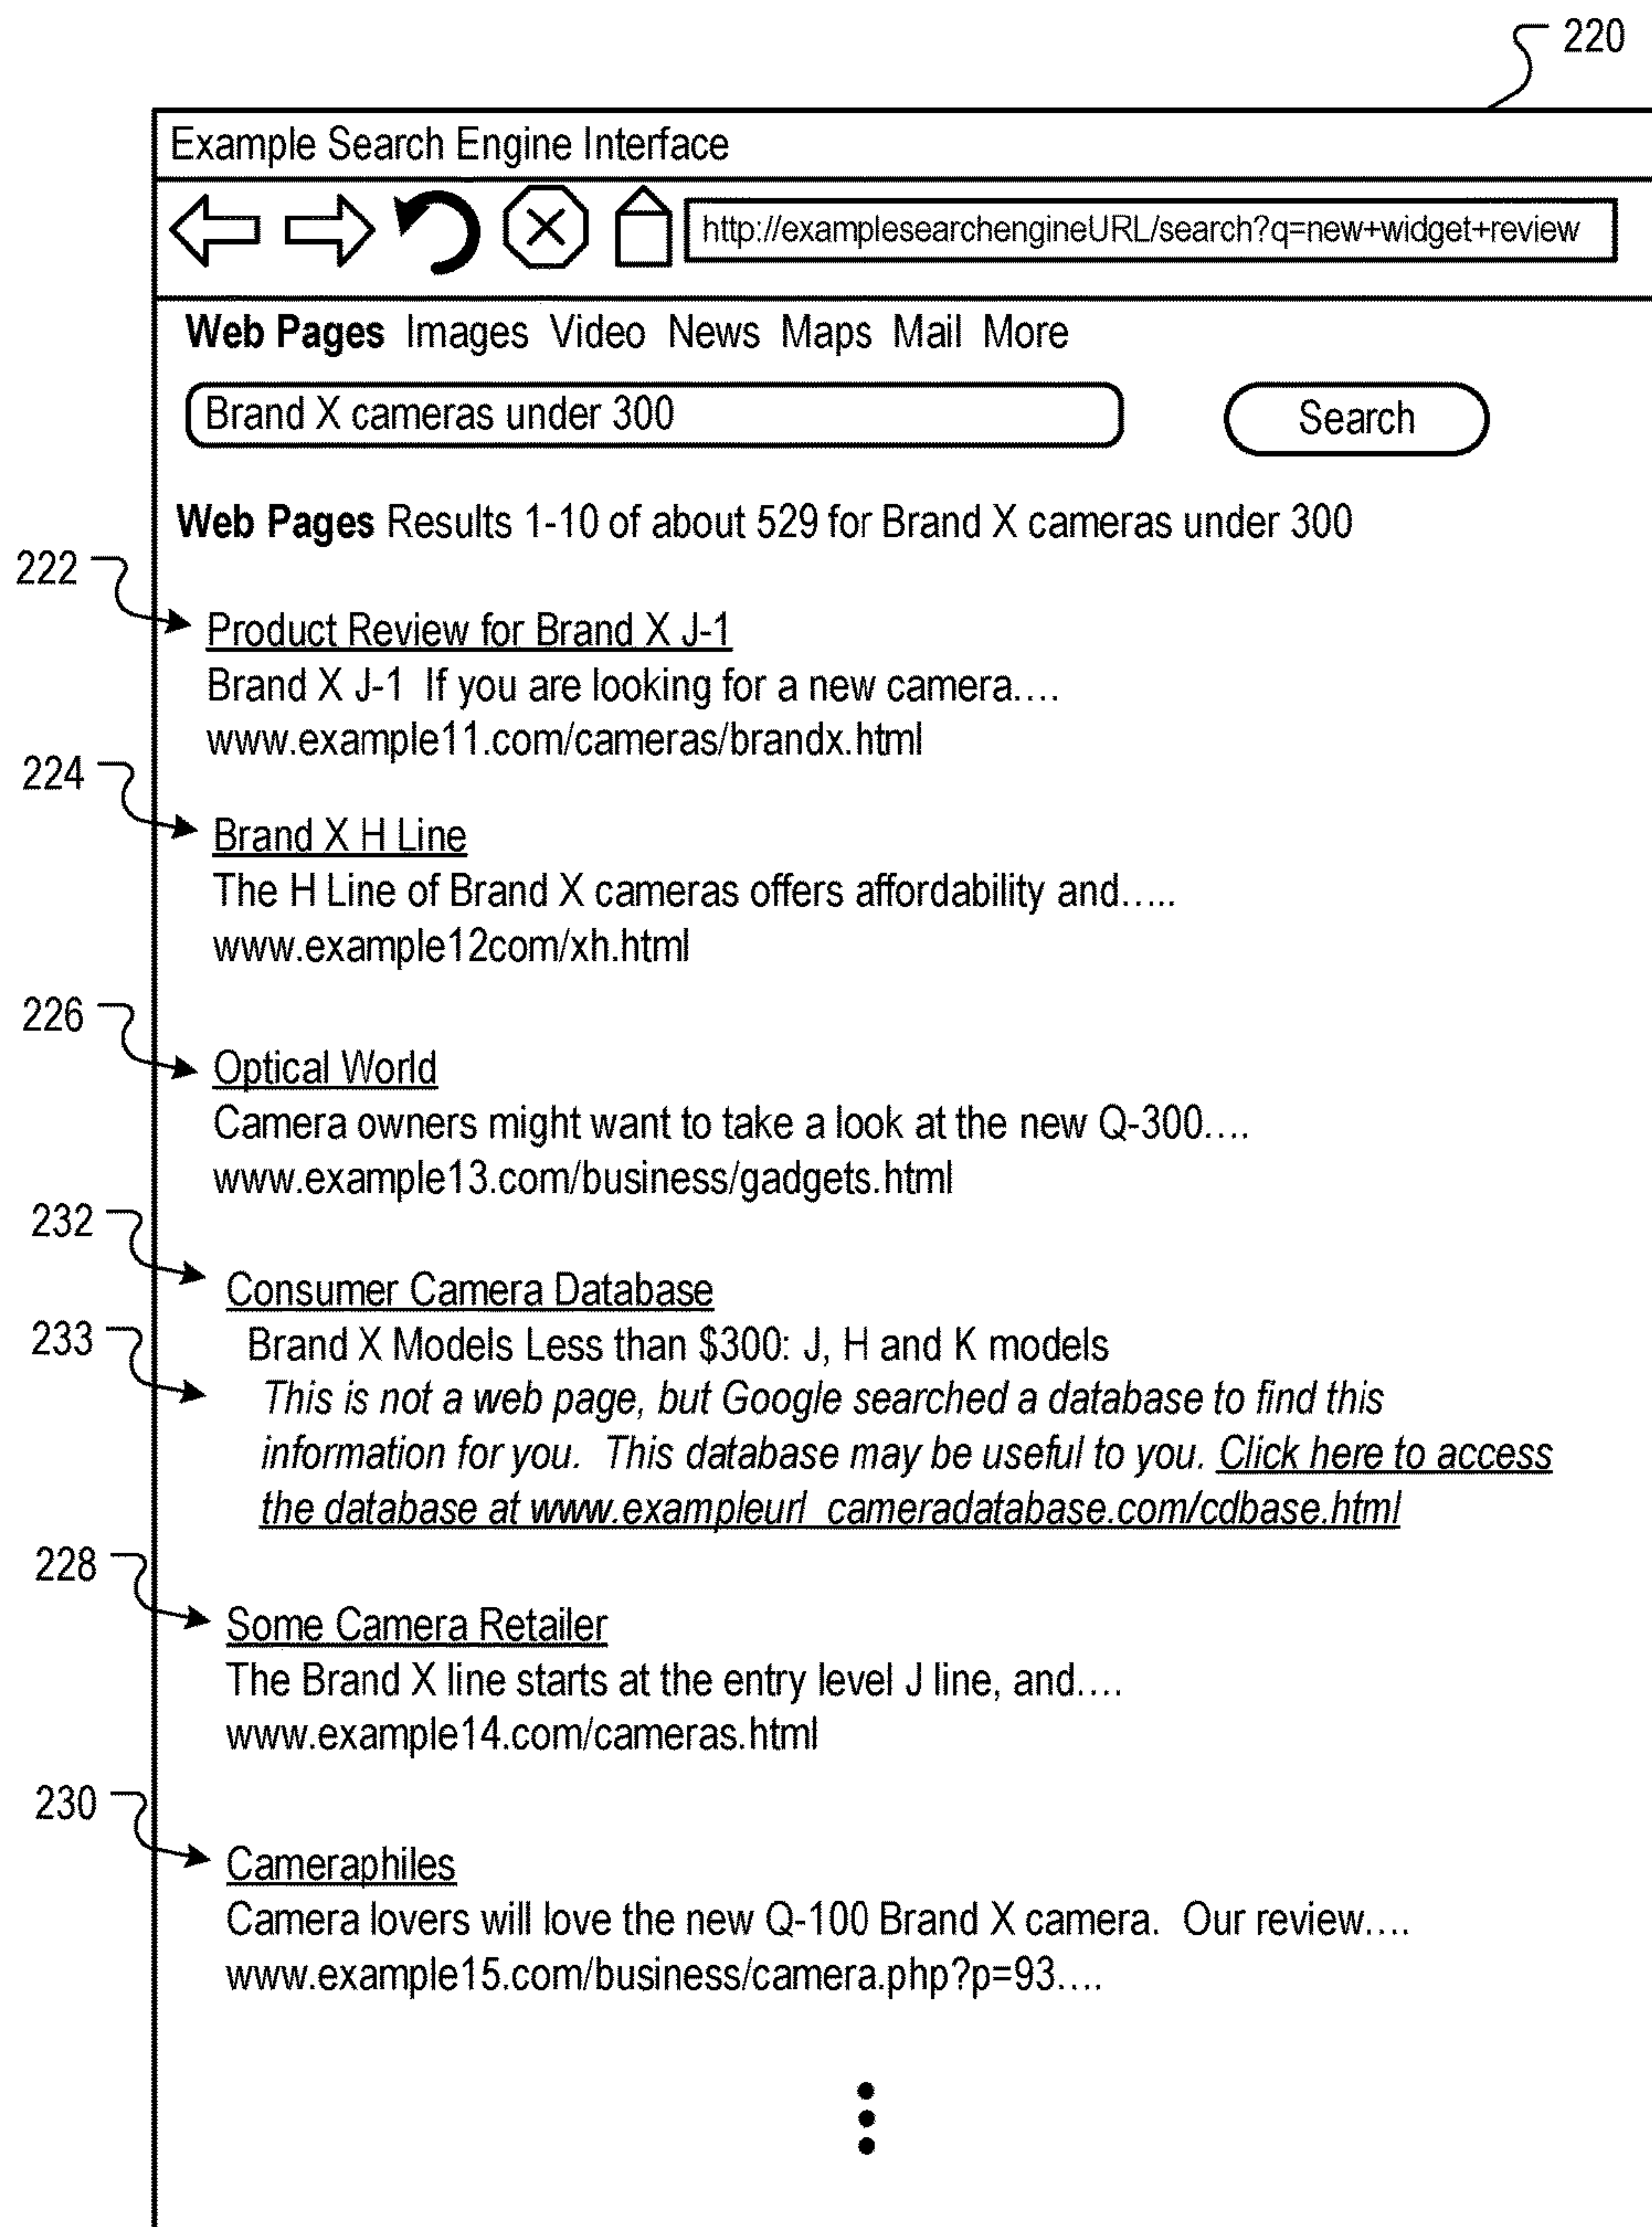 220
Example Search Engine Interface
http://examplesearchengineURL/search?q=new+widget+review
Web Pages Images Video News Maps Mail More
Brand X cameras under 300
Search
Web Pages Results 1-10 of about 529 for Brand X cameras under 300
222
Product Review for Brand X J-1
Brand X J-1 If you are looking for a new camera....
www.example11.com/cameras/brandx.html
224
Brand X H Line
The H Line of Brand X cameras offers affordability and.....
www.example12com/xh.html
226
Optical World
Camera owners might want to take a look at the new Q-300....
www.example13.com/business/gadgets.html
232
Consumer Camera Database
Brand X Models Less than $300: J, H and K models
233
This is not a web page, but Google searched a database to find this
information for you. This database may be useful to you. Click here to access
the database at www.exampleurl_cameradatabase.com/cdbase.html
228
Some Camera Retailer
The Brand X line starts at the entry level J line, and....
www.example14.com/cameras.html
230
Cameraphiles
Camera lovers will love the new Q-100 Brand X camera. Our review....
www.example15.com/business/camera.php?p=93....